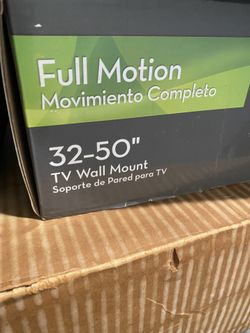 Full Motion
Movimiento Completo
32-50"
TV Wall Mount
Soporte de Pared para TV